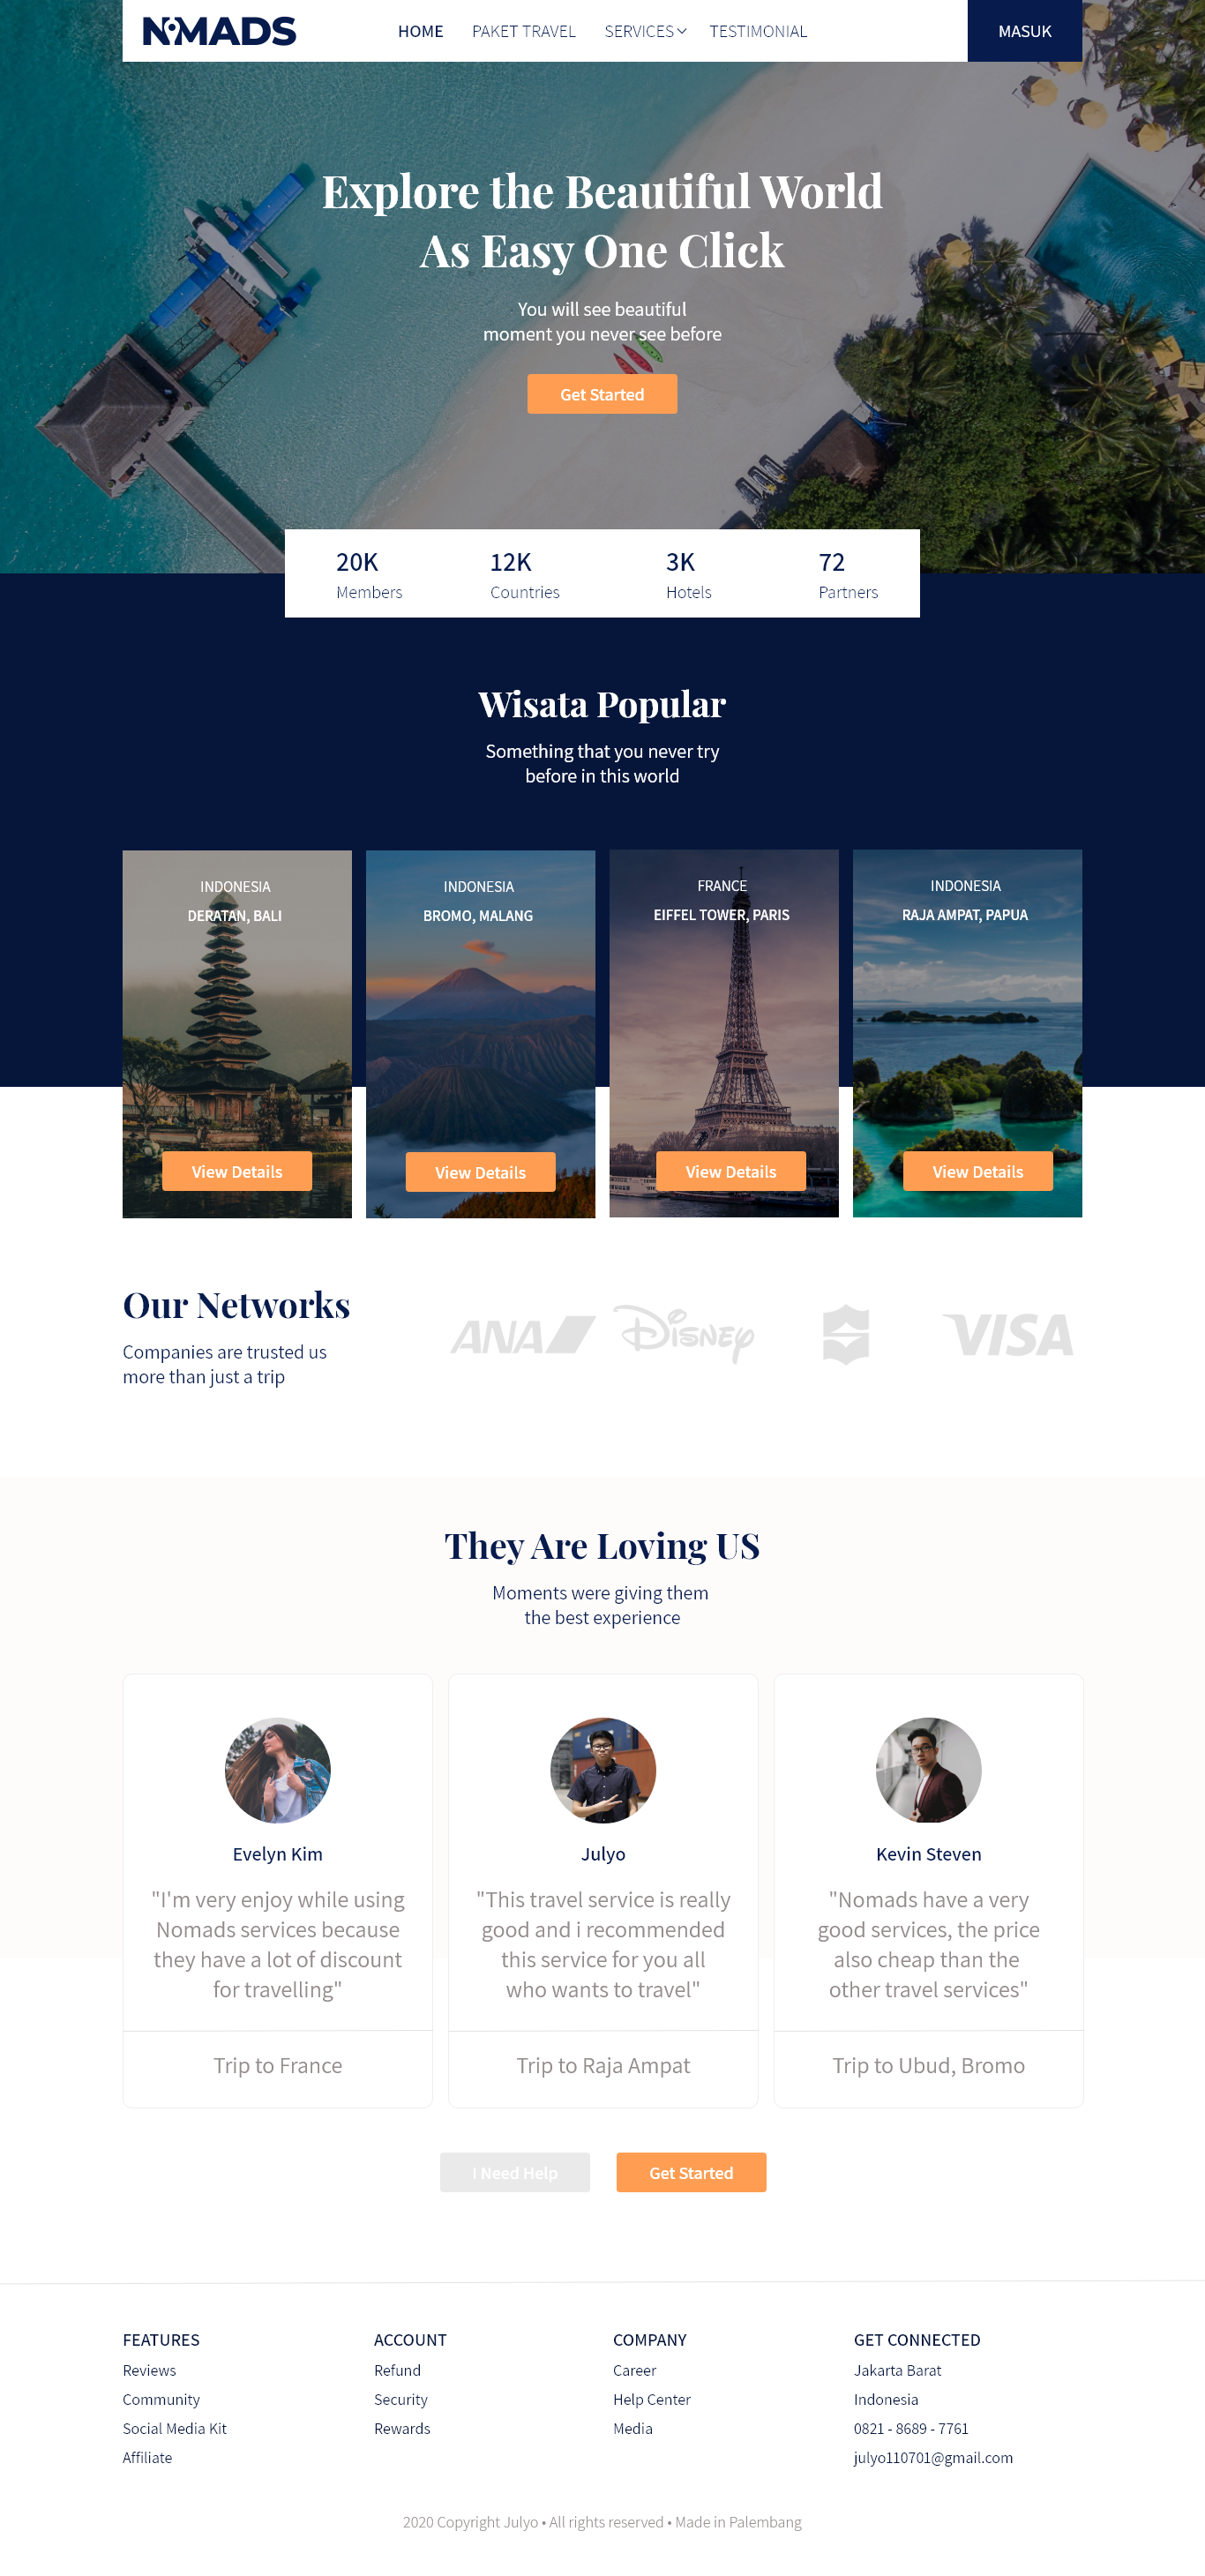 NOMADS
HOME PAKET TRAVEL SERVICES TESTIMONIAL MASUK
Explore the Beautiful World
As Easy One Click
You will see beautiful
moment you never see before
Get Started
20K 12K 3K 72
Members Countries Hotels Partners
Wisata Popular
Something that you never try
before in this world
INDONESIA INDONESIA FRANCE INDONESIA
DERATAN, BALI BROMO, MALANG EIFFEL TOWER, PARIS RAJA AMPAT, PAPUA
View Details View Details View Details View Details
Our Networks
Companies are trusted us
more than just a trip
ANA Disney VISA
They Are Loving US
Moments were giving them
the best experience
Evelyn Kim
"I'm very enjoy while using
Nomads services because
they have a lot of discount
for travelling"
Trip to France
Julyo
"This travel service is really
good and i recommended
this service for you all
who wants to travel"
Trip to Raja Ampat
Kevin Steven
"Nomads have a very
good services, the price
also cheap than the
other travel services"
Trip to Ubud, Bromo
I Need Help Get Started
FEATURES
Reviews
Community
Social Media Kit
Affiliate
ACCOUNT
Refund
Security
Rewards
COMPANY
Career
Help Center
Media
GET CONNECTED
Jakarta Barat
Indonesia
0821 - 8689 - 7761
julyo110701@gmail.com
2020 Copyright Julyo • All rights reserved • Made in Palembang